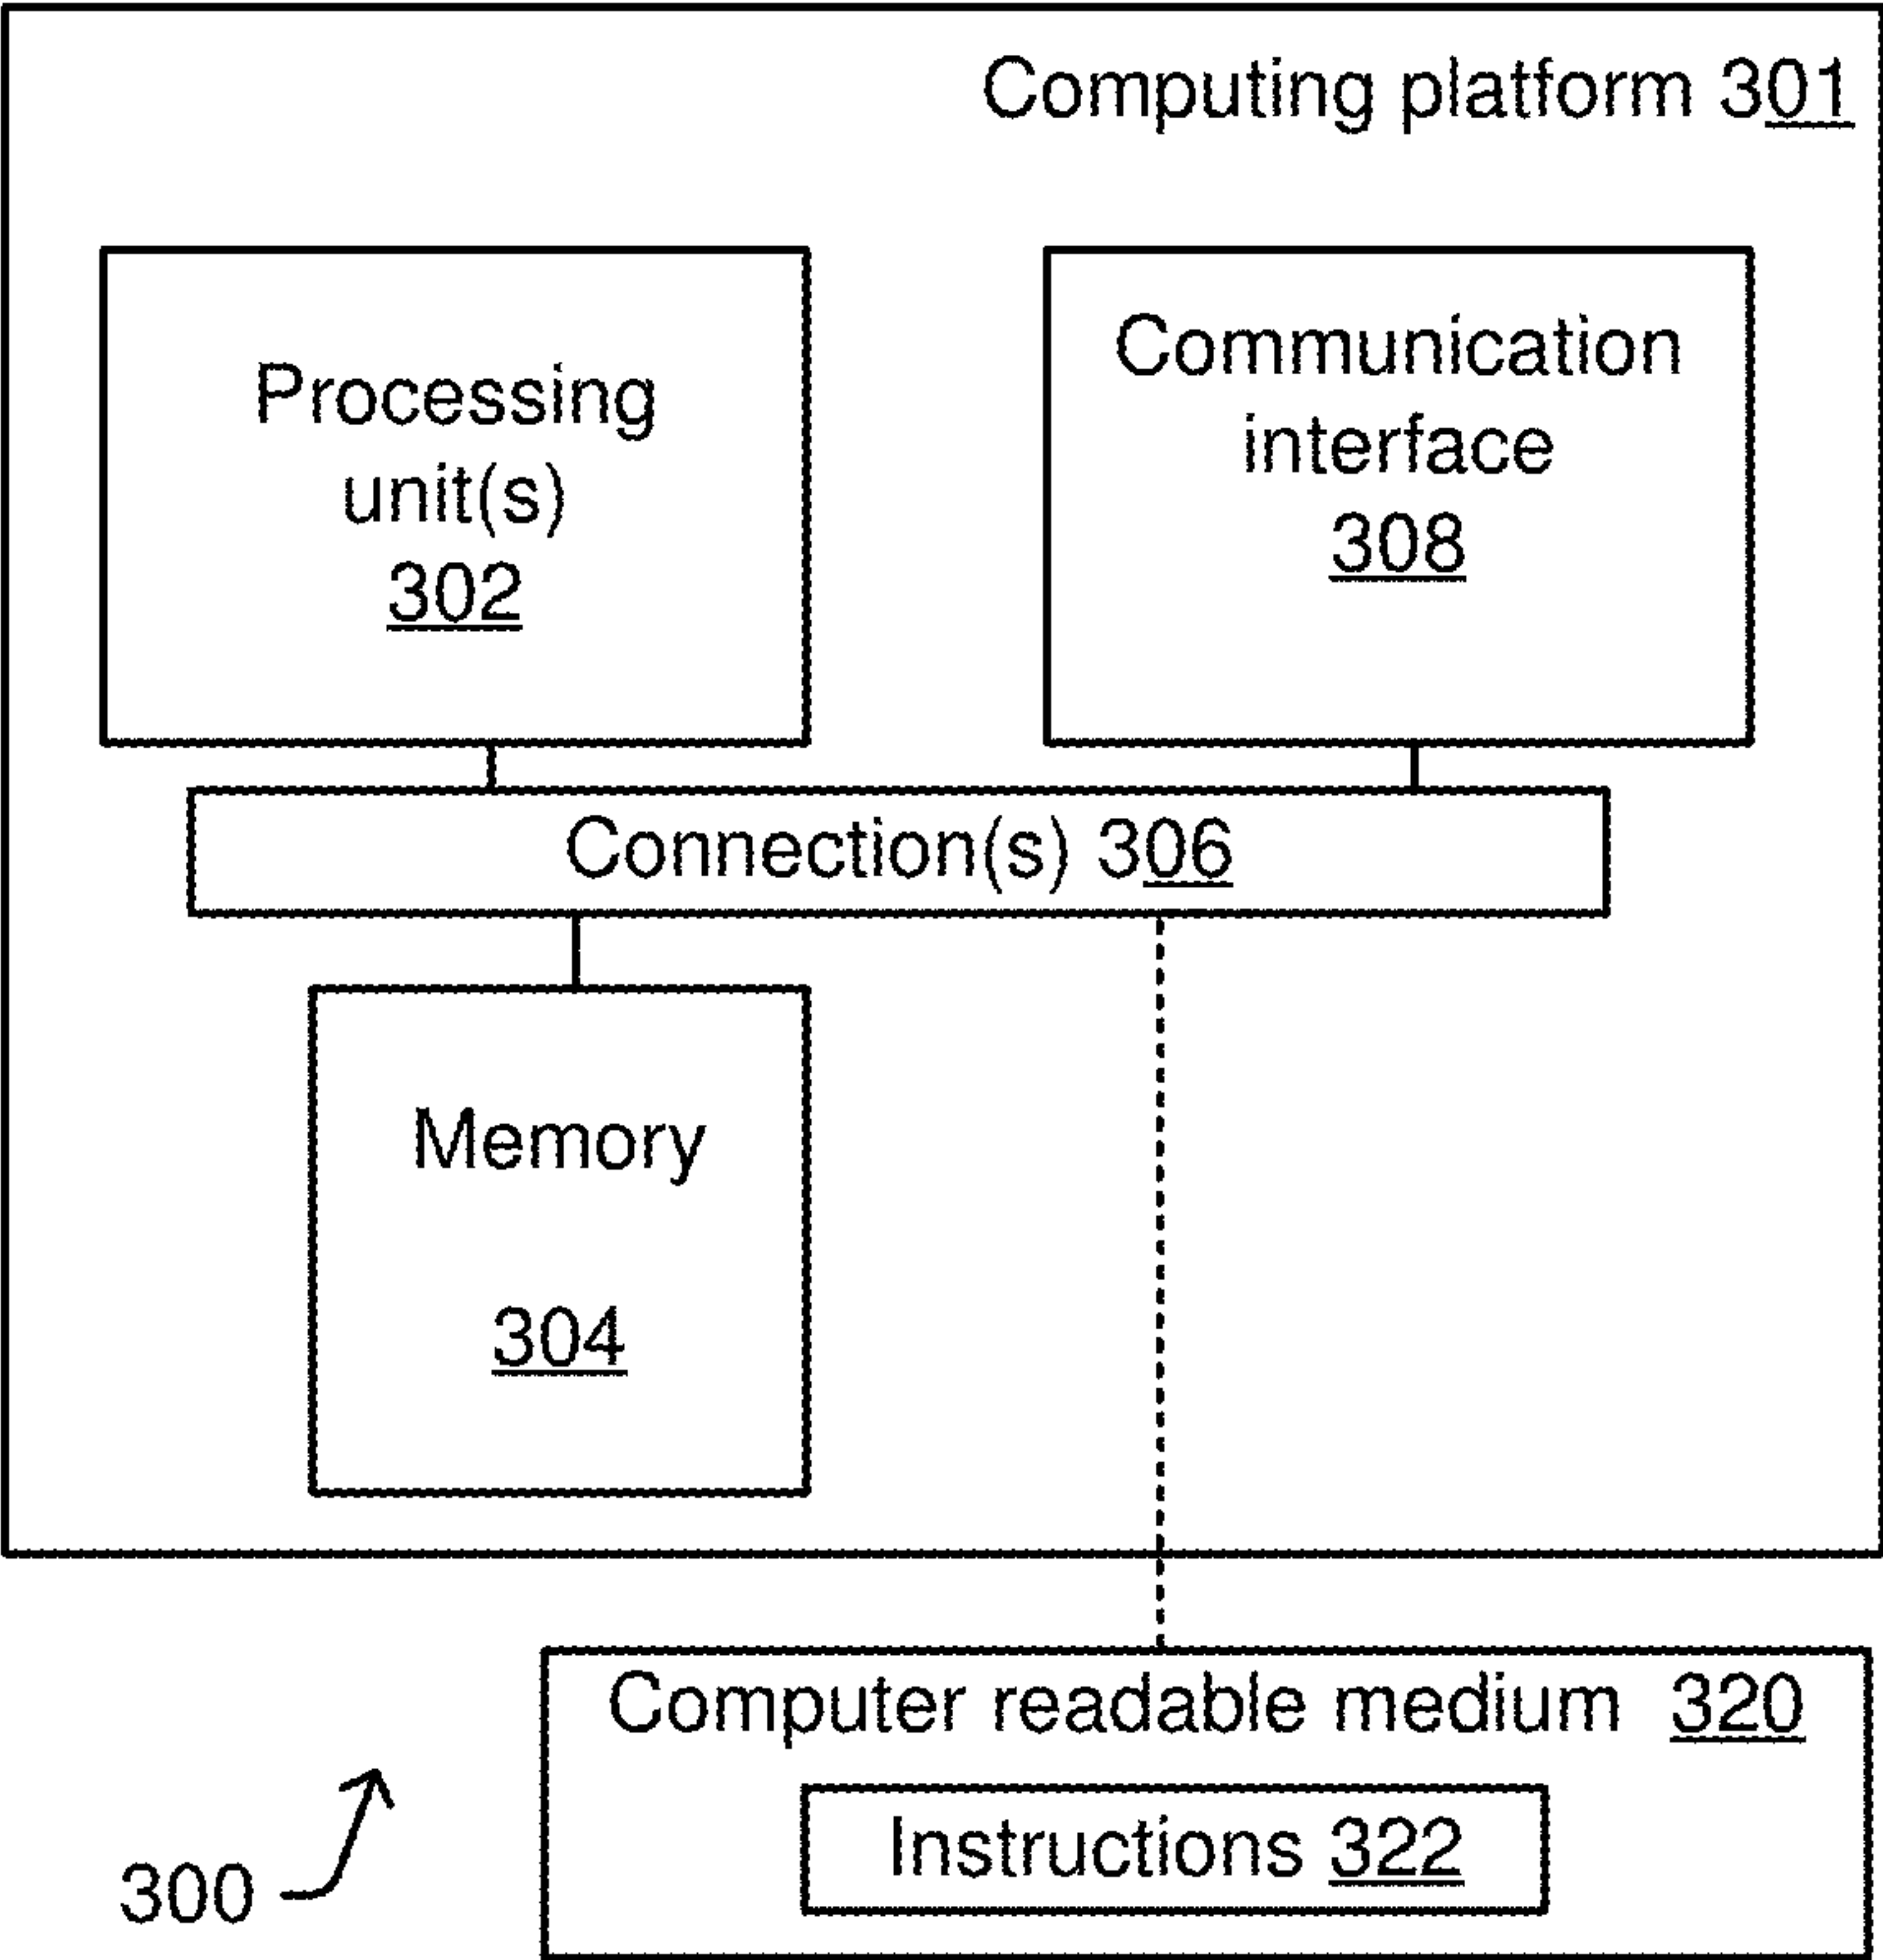 Computing platform 301
Processing
unit(s)
302
Communication
interface
308
Connection(s) 306
Memory
304
Computer readable medium 320
Instructions 322
300